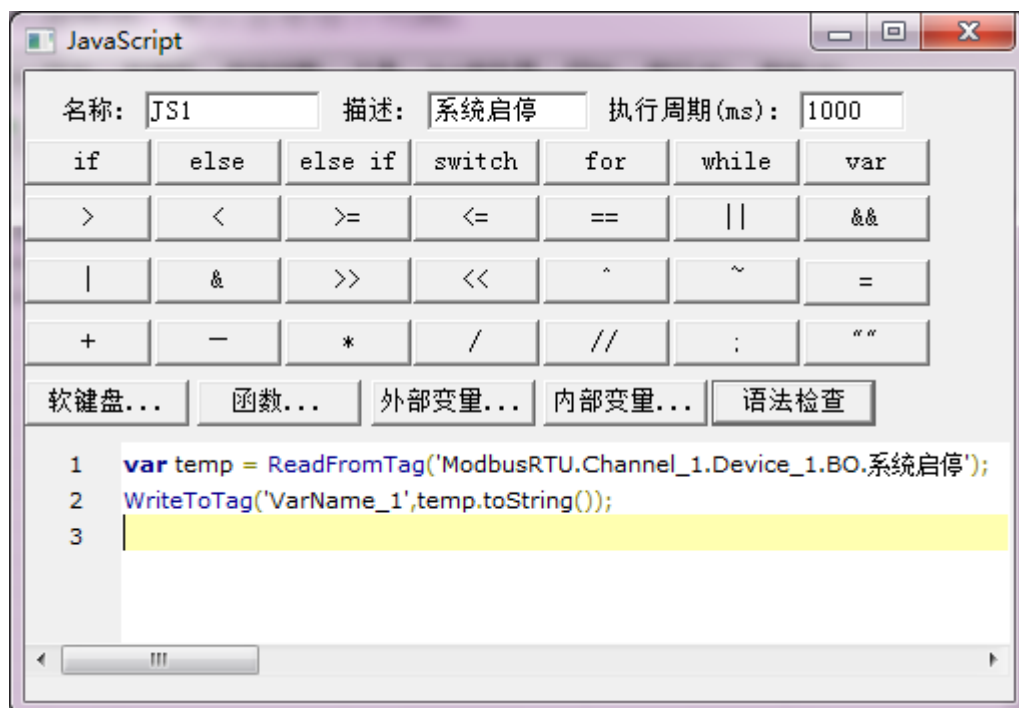 JavaScript
名称: JS1 描述: 系统启停 执行周期(ms): 1000
if else else if switch for while var
> < >= <= == || &&
| & >> << ^ ~ =
+ — * / // ; ""
软键盘... 函数... 外部变量... 内部变量... 语法检查
1 var temp = ReadFromTag('ModbusRTU.Channel_1.Device_1.BO.系统启停');
2 WriteToTag('VarName_1',temp.toString());
3